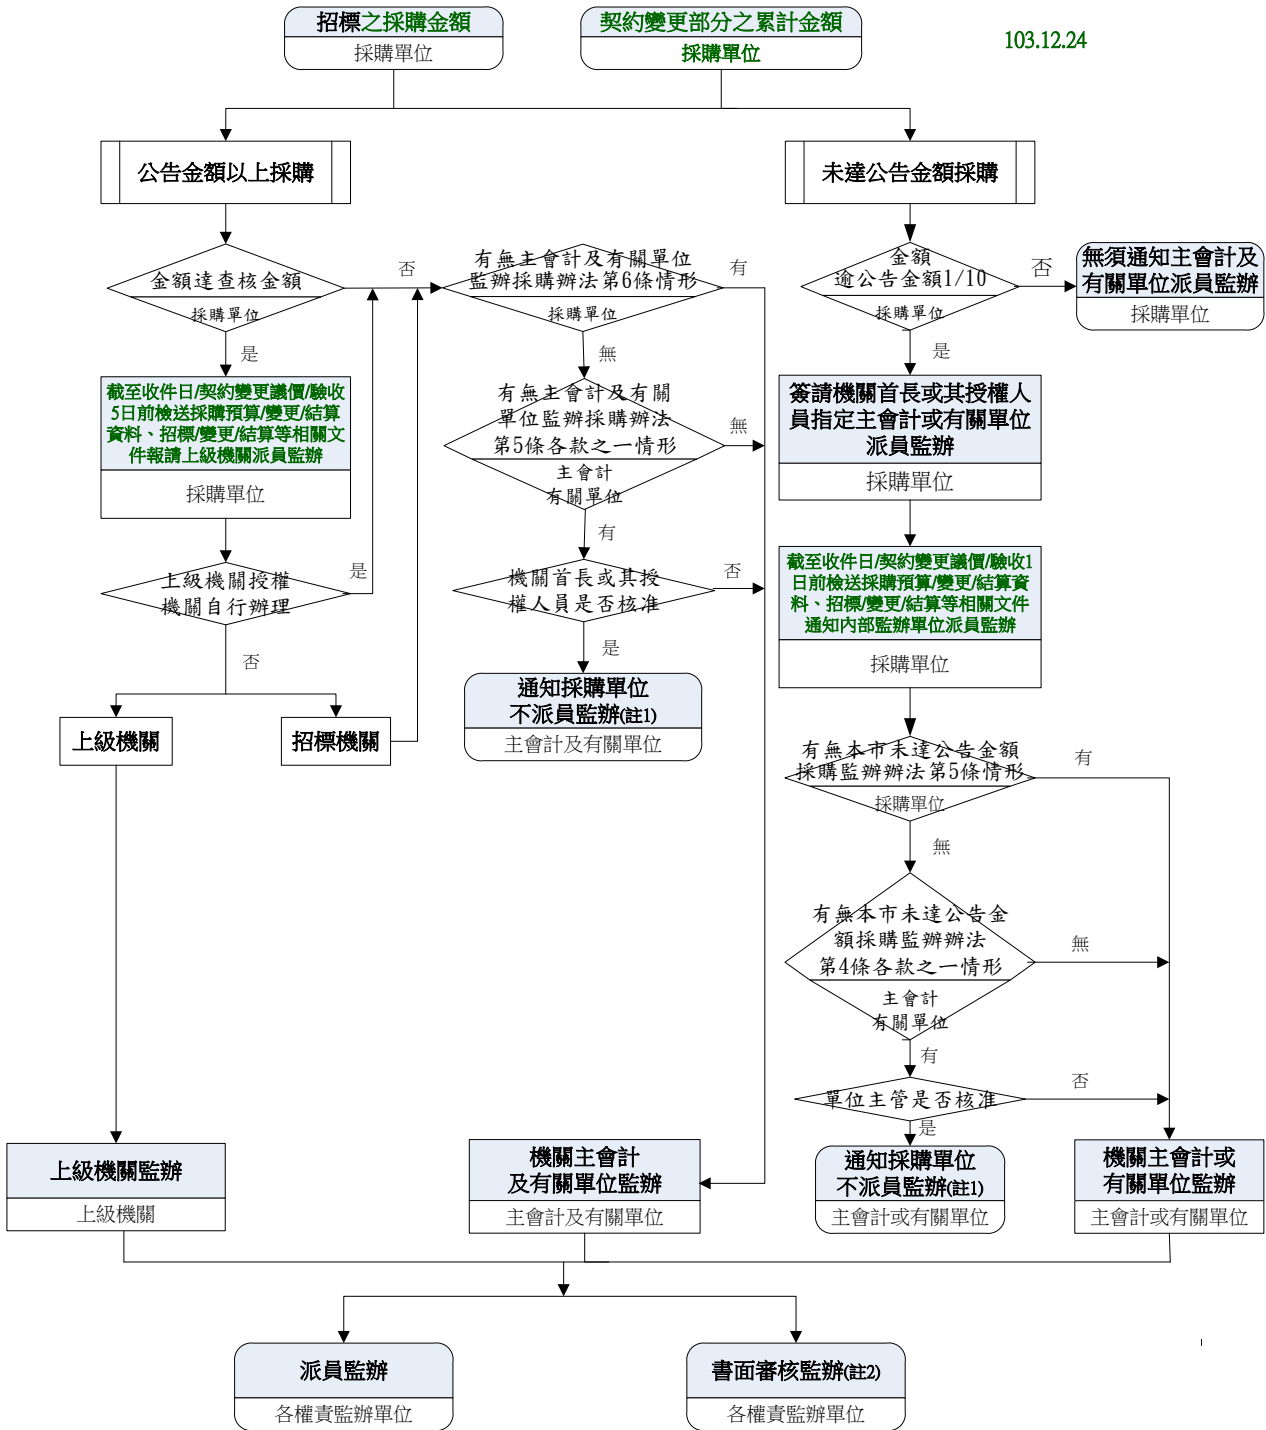 招標之採購金額
採購單位
契約變更部分之累計金額
採購單位
103.12.24
公告金額以上採購
未達公告金額採購
金額達查核金額
採購單位
否
是
有無主會計及有關單位
監辦採購辦法第6條情形
採購單位
有
無
金額
逾公告金額1/10
採購單位
否
是
無須通知主會計及
有關單位派員監辦
採購單位
截至收件日/契約變更議價/驗收
5日前檢送採購預算/變更/結算
資料、招標/變更/結算等相關文
件報請上級機關派員監辦
採購單位
有無主會計及有關
單位監辦採購辦法
第5條各款之一情形
主會計
有關單位
無
有
簽請機關首長或其授權人
員指定主會計或有關單位
派員監辦
採購單位
上級機關授權
機關自行辦理
是
否
機關首長或其授
權人員是否核准
否
是
截至收件日/契約變更議價/驗收1
日前檢送採購預算/變更/結算資
料、招標/變更/結算等相關文件
通知內部監辦單位派員監辦
採購單位
上級機關
招標機關
通知採購單位
不派員監辦(註1)
主會計及有關單位
有無本市未達公告金額
採購監辦辦法第5條情形
採購單位
有
無
有無本市未達公告金
額採購監辦辦法
第4條各款之一情形
主會計
有關單位
無
有
單位主管是否核准
否
是
上級機關監辦
上級機關
機關主會計
及有關單位監辦
主會計及有關單位
通知採購單位
不派員監辦(註1)
主會計或有關單位
機關主會計或
有關單位監辦
主會計或有關單位
派員監辦
各權責監辦單位
書面審核監辦(註2)
各權責監辦單位